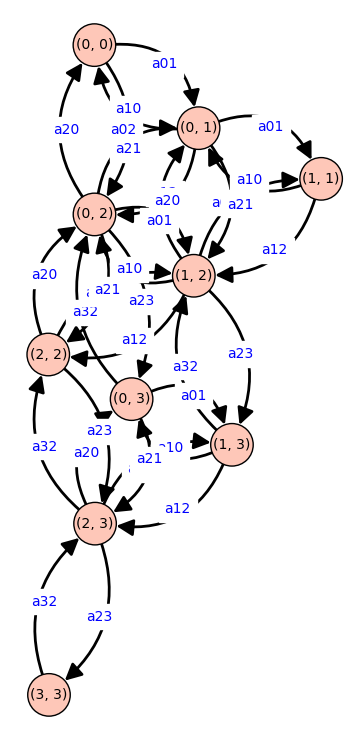 (0, 0)
a01
a10
a20
a02
(0, 1)
a01
a21
a10
(1, 1)
a20
a21
(0, 2)
a01
a12
a10
(1, 2)
a20
a21
a23
a32
a12
a23
(2, 2)
a32
(0, 3)
a01
a23
(1, 3)
a32
a20
a21
a12
(2, 3)
a32
a23
(3, 3)